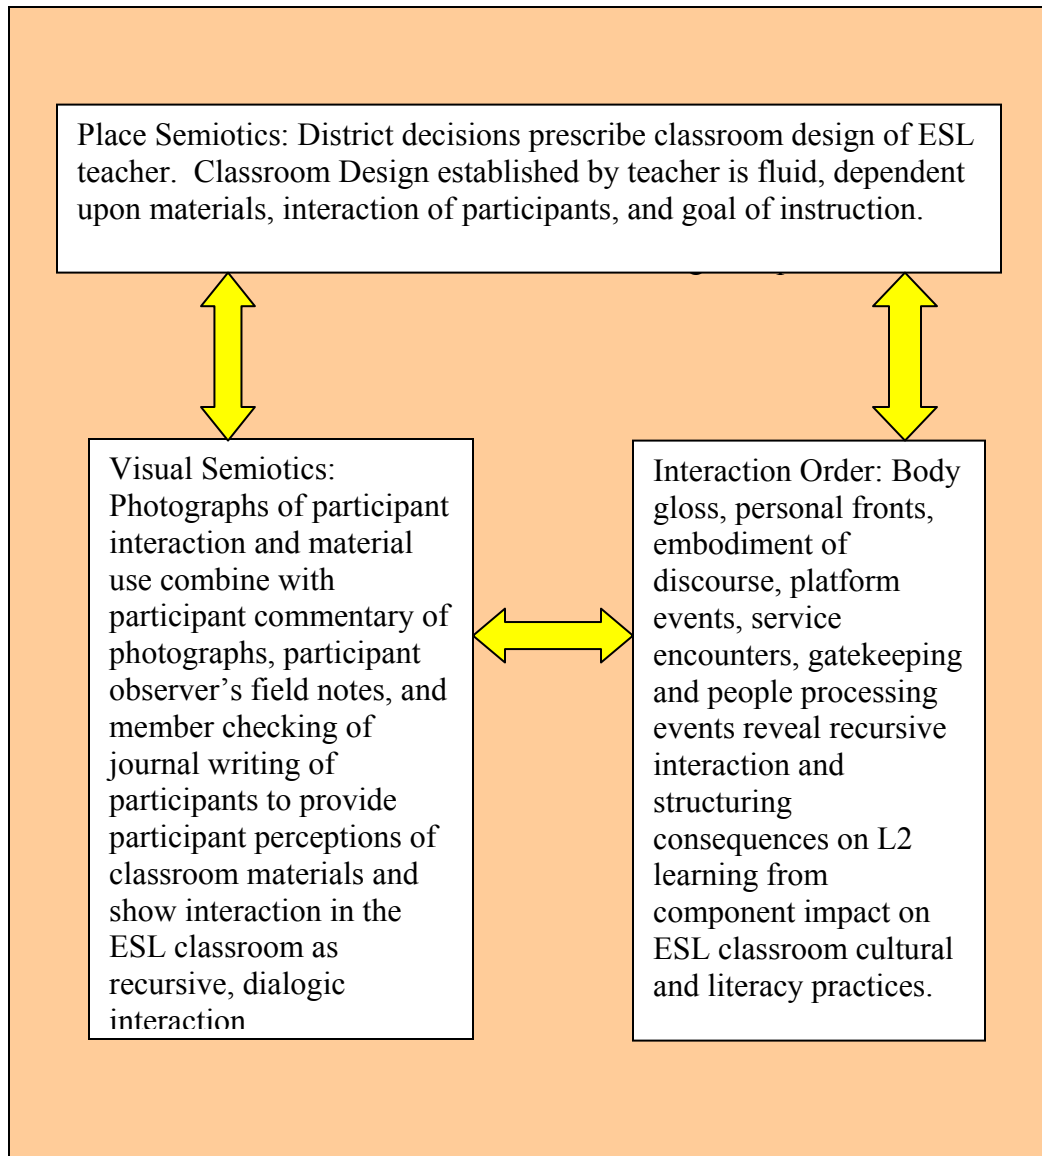 Place Semiotics: District decisions prescribe classroom design of ESL
teacher.  Classroom Design established by teacher is fluid, dependent
upon materials, interaction of participants, and goal of instruction.
Visual Semiotics:
Photographs of participant
interaction and material
use combine with
participant commentary of
photographs, participant
observer’s field notes, and
member checking of
journal writing of
participants to provide
participant perceptions of
classroom materials and
show interaction in the
ESL classroom as
recursive, dialogic
interaction
Interaction Order: Body
gloss, personal fronts,
embodiment of
discourse, platform
events, service
encounters, gatekeeping
and people processing
events reveal recursive
interaction and
structuring
consequences on L2
learning from
component impact on
ESL classroom cultural
and literacy practices.